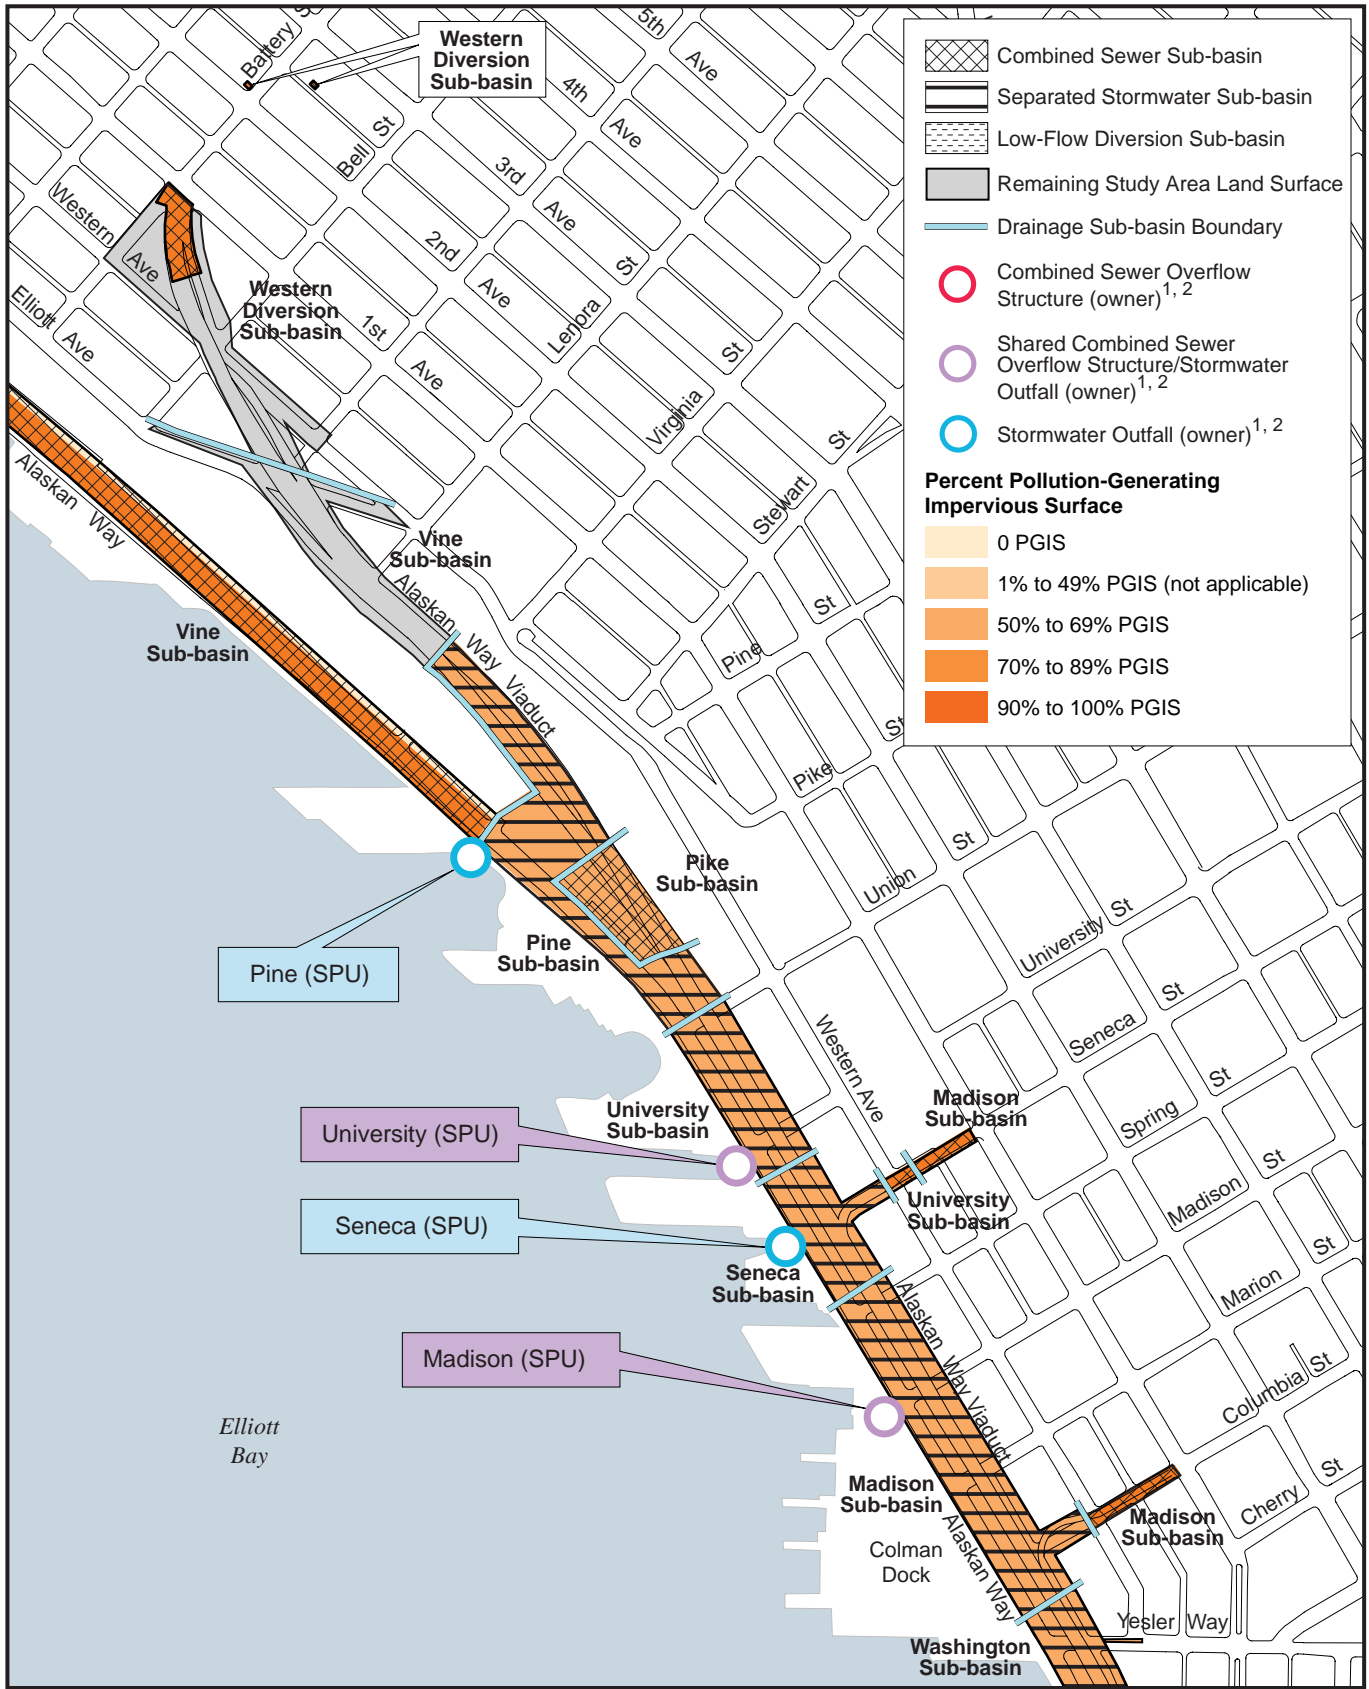 Western
Diversion
Sub-basin
Battery S
5th
Ave
4th
Ave
Bell St
3rd
Ave
St
2nd
Ave
Lenora
St
1st
Ave
Virginia
St
Western
Ave
Elliott
Ave
Western
Diversion
Sub-basin
Stewart
St
Pine
St
Pike
St
Union
St
University
St
Seneca
St
Spring
St
Madison
St
Marion
St
Columbia
St
Cherry
St
Yesler Way
Combined Sewer Sub-basin
Separated Stormwater Sub-basin
Low-Flow Diversion Sub-basin
Remaining Study Area Land Surface
Drainage Sub-basin Boundary
Combined Sewer Overflow
Structure (owner)1, 2
Shared Combined Sewer
Overflow Structure/Stormwater
Outfall (owner)1, 2
Stormwater Outfall (owner)1, 2
Percent Pollution-Generating
Impervious Surface
0 PGIS
1% to 49% PGIS (not applicable)
50% to 69% PGIS
70% to 89% PGIS
90% to 100% PGIS
Alaskan Way
Vine
Sub-basin
Vine
Sub-basin
Alaskan Way Viaduct
Pike
Sub-basin
Pine
Sub-basin
Pine (SPU)
Western Ave
Madison
Sub-basin
University
Sub-basin
University (SPU)
University
Sub-basin
Seneca (SPU)
Seneca
Sub-basin
Alaskan Way Viaduct
Madison (SPU)
Elliott
Bay
Madison
Sub-basin
Colman
Dock
Alaskan Way
Madison
Sub-basin
Washington
Sub-basin